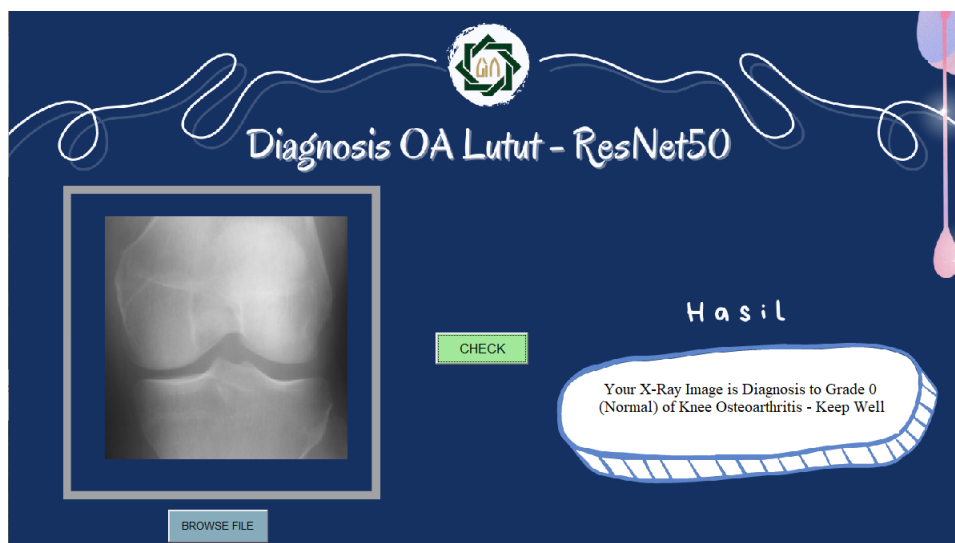 Diagnosis OA Lutut - ResNet50
CHECK
Hasil
Your X-Ray Image is Diagnosis to Grade 0
(Normal) of Knee Osteoarthritis - Keep Well
BROWSE FILE